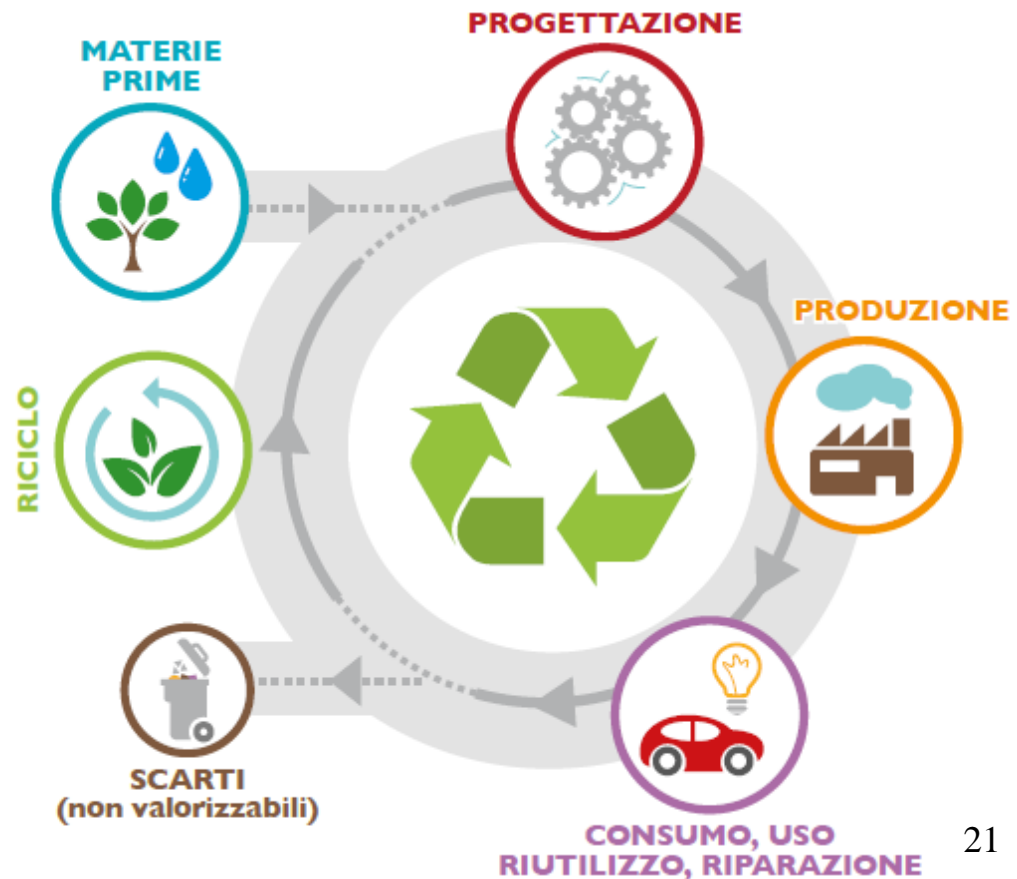 PROGETTAZIONE
MATERIE
PRIME
PRODUZIONE
RICICLO
SCARTI
(non valorizzabili)
CONSUMO, USO
RIUTILIZZO, RIPARAZIONE
21